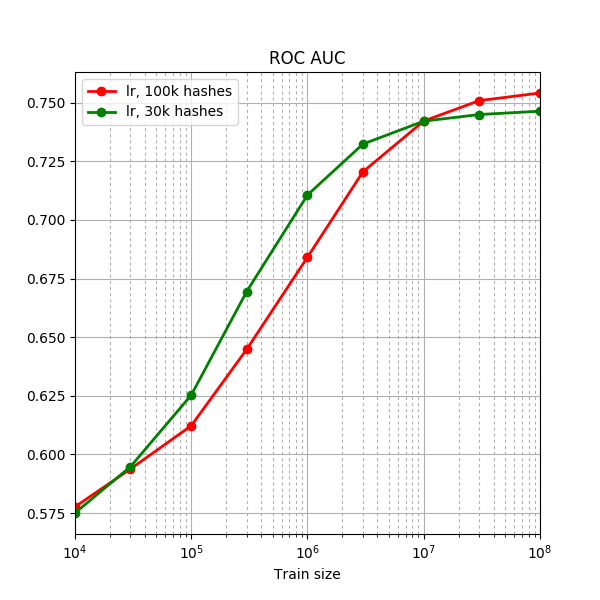 ROC AUC
lr, 100k hashes
lr, 30k hashes
0.750
0.725
0.700
0.675
0.650
0.625
0.600
0.575
10⁴ 10⁵ 10⁶ 10⁷ 10⁸
Train size